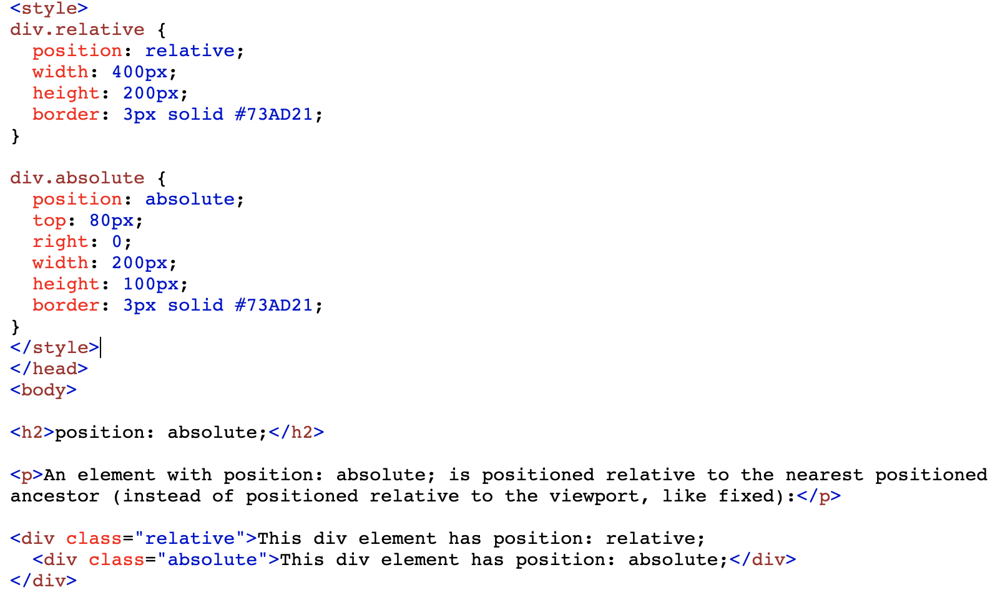 <style>
div.relative {
  position: relative;
  width: 400px;
  height: 200px;
  border: 3px solid #73AD21;
}

div.absolute {
  position: absolute;
  top: 80px;
  right: 0;
  width: 200px;
  height: 100px;
  border: 3px solid #73AD21;
}
</style>
</head>
<body>

<h2>position: absolute;</h2>

<p>An element with position: absolute; is positioned relative to the nearest positioned
ancestor (instead of positioned relative to the viewport, like fixed):</p>

<div class="relative">This div element has position: relative;
  <div class="absolute">This div element has position: absolute;</div>
</div>